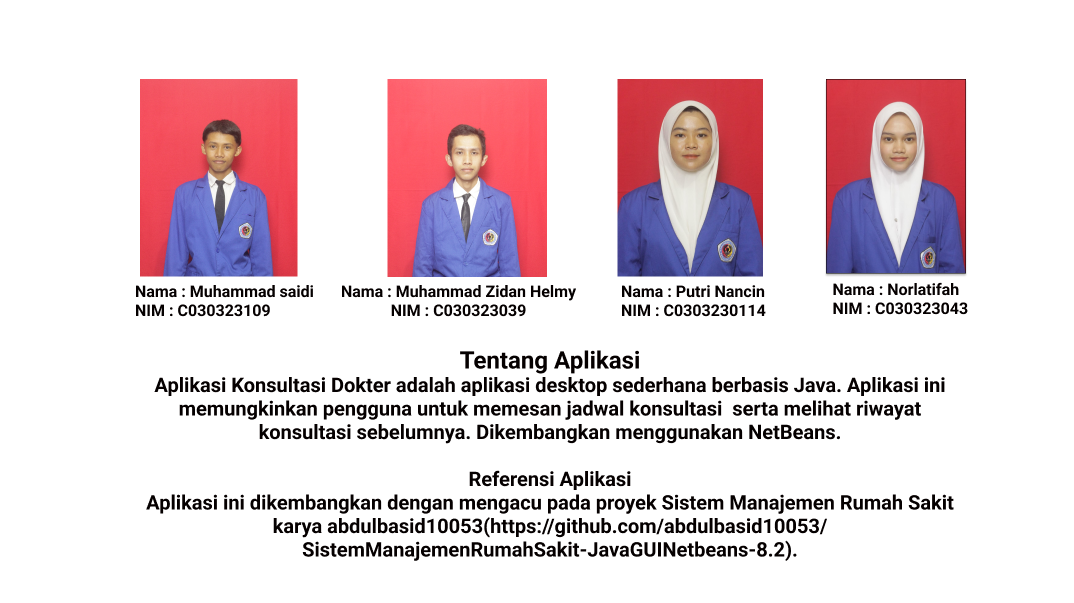 Nama : Muhammad saidi
NIM : C030323109
Nama : Muhammad Zidan Helmy
NIM : C030323039
Nama : Putri Nancin
NIM : C0303230114
Nama : Norlatifah
NIM : C030323043
Tentang Aplikasi
Aplikasi Konsultasi Dokter adalah aplikasi desktop sederhana berbasis Java. Aplikasi ini
memungkinkan pengguna untuk memesan jadwal konsultasi  serta melihat riwayat
konsultasi sebelumnya. Dikembangkan menggunakan NetBeans.
Referensi Aplikasi
Aplikasi ini dikembangkan dengan mengacu pada proyek Sistem Manajemen Rumah Sakit
karya abdulbasid10053(https://github.com/abdulbasid10053/
SistemManajemenRumahSakit-JavaGUINetbeans-8.2).